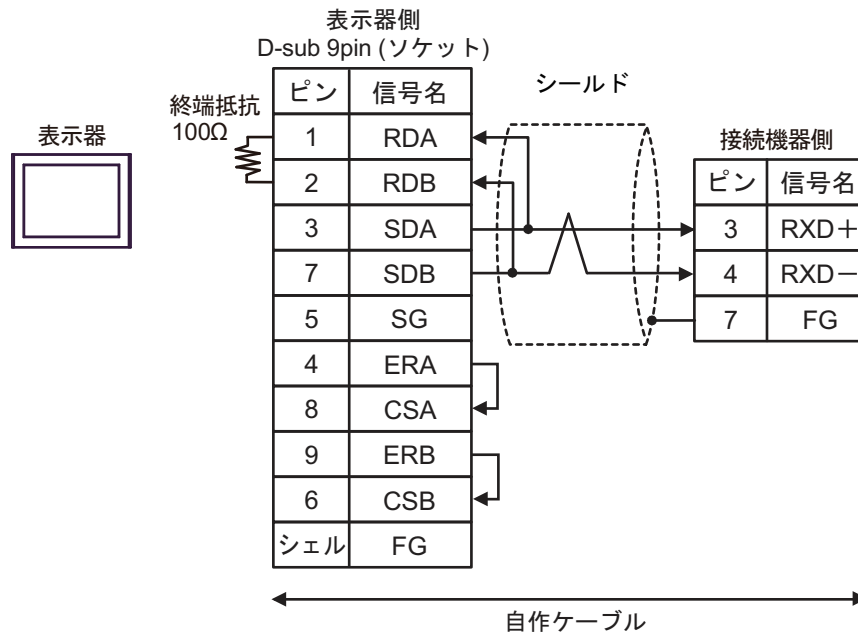 表示器側
D-sub 9pin (ソケット)
シールド
終端抵抗
100Ω
表示器
ピン 信号名
1 RDA
2 RDB
3 SDA
7 SDB
5 SG
4 ERA
8 CSA
9 ERB
6 CSB
シェル FG
接続機器側
ピン 信号名
3 RXD＋
4 RXD－
7 FG
自作ケーブル